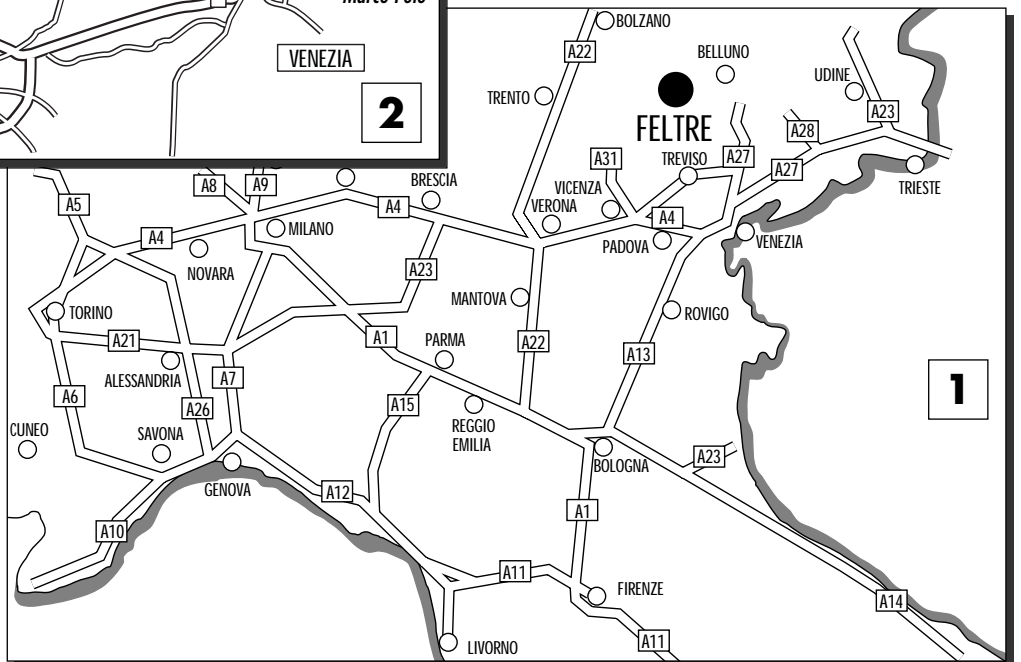 Marco Polo
VENEZIA
2
BOLZANO
A22
BELLUNO
UDINE
TRENTO
FELTRE
A23
A28
A31
TREVISO
A27
A27
TRIESTE
A8
A9
BRESCIA
A5
A4
VICENZA
VERONA
A4
A4
MILANO
PADOVA
VENEZIA
NOVARA
A23
MANTOVA
TORINO
ROVIGO
A21
A1
PARMA
A22
A13
ALESSANDRIA
A7
1
A6
A26
A15
REGGIO
EMILIA
CUNEO
SAVONA
BOLOGNA
A23
GENOVA
A12
A1
A10
A11
FIRENZE
A14
LIVORNO
A11